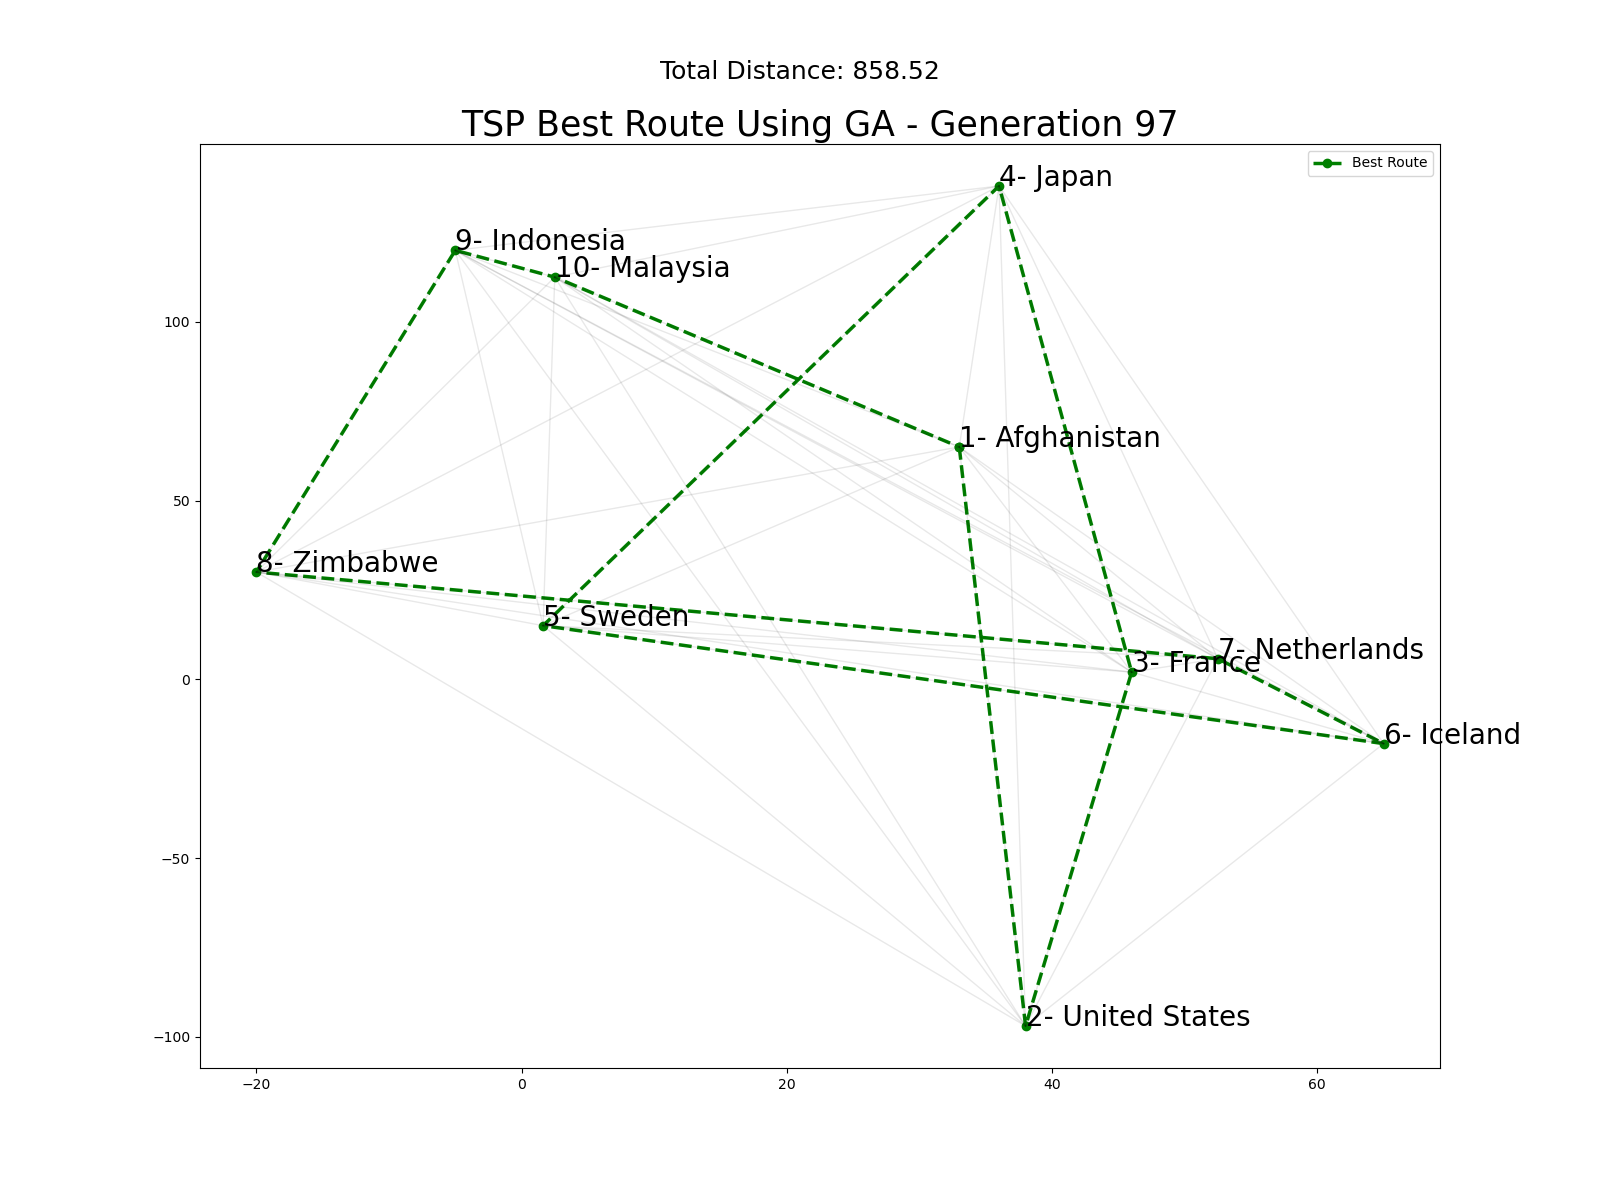 Total Distance: 858.52
TSP Best Route Using GA - Generation 97
Best Route
4- Japan
9- Indonesia
10- Malaysia
100
1- Afghanistan
50
8- Zimbabwe
5- Sweden
7- Netherlands
3- France
0
6- Iceland
−50
2- United States
−100
−20 0 20 40 60